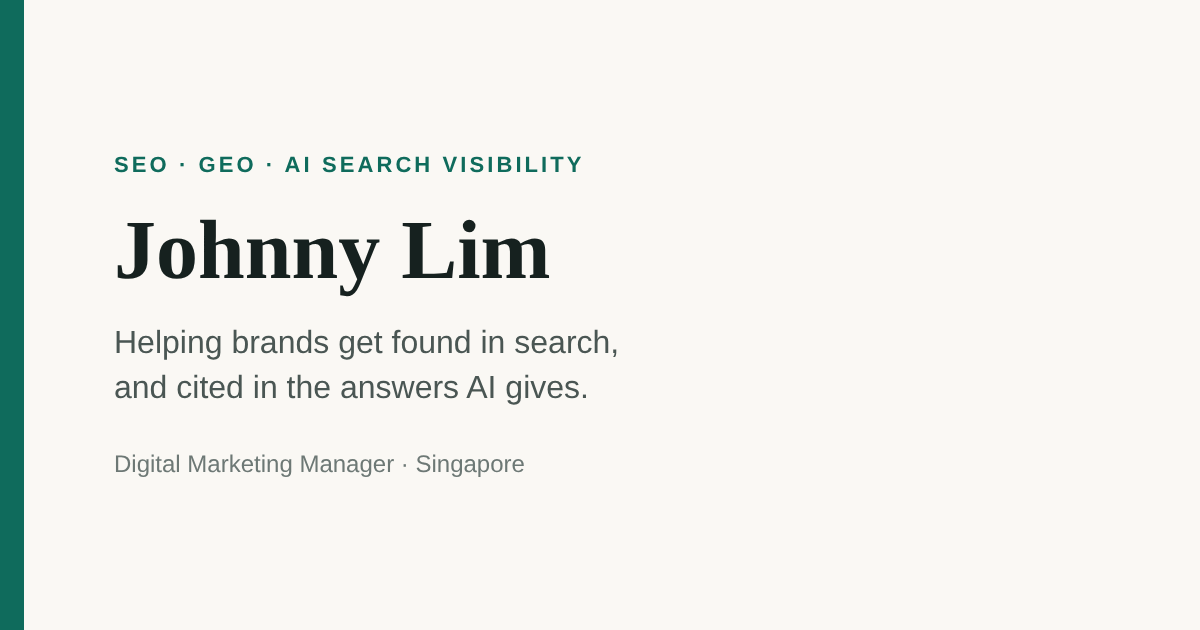 SEO · GEO · AI SEARCH VISIBILITY
Johnny Lim
Helping brands get found in search,
and cited in the answers AI gives.
Digital Marketing Manager · Singapore